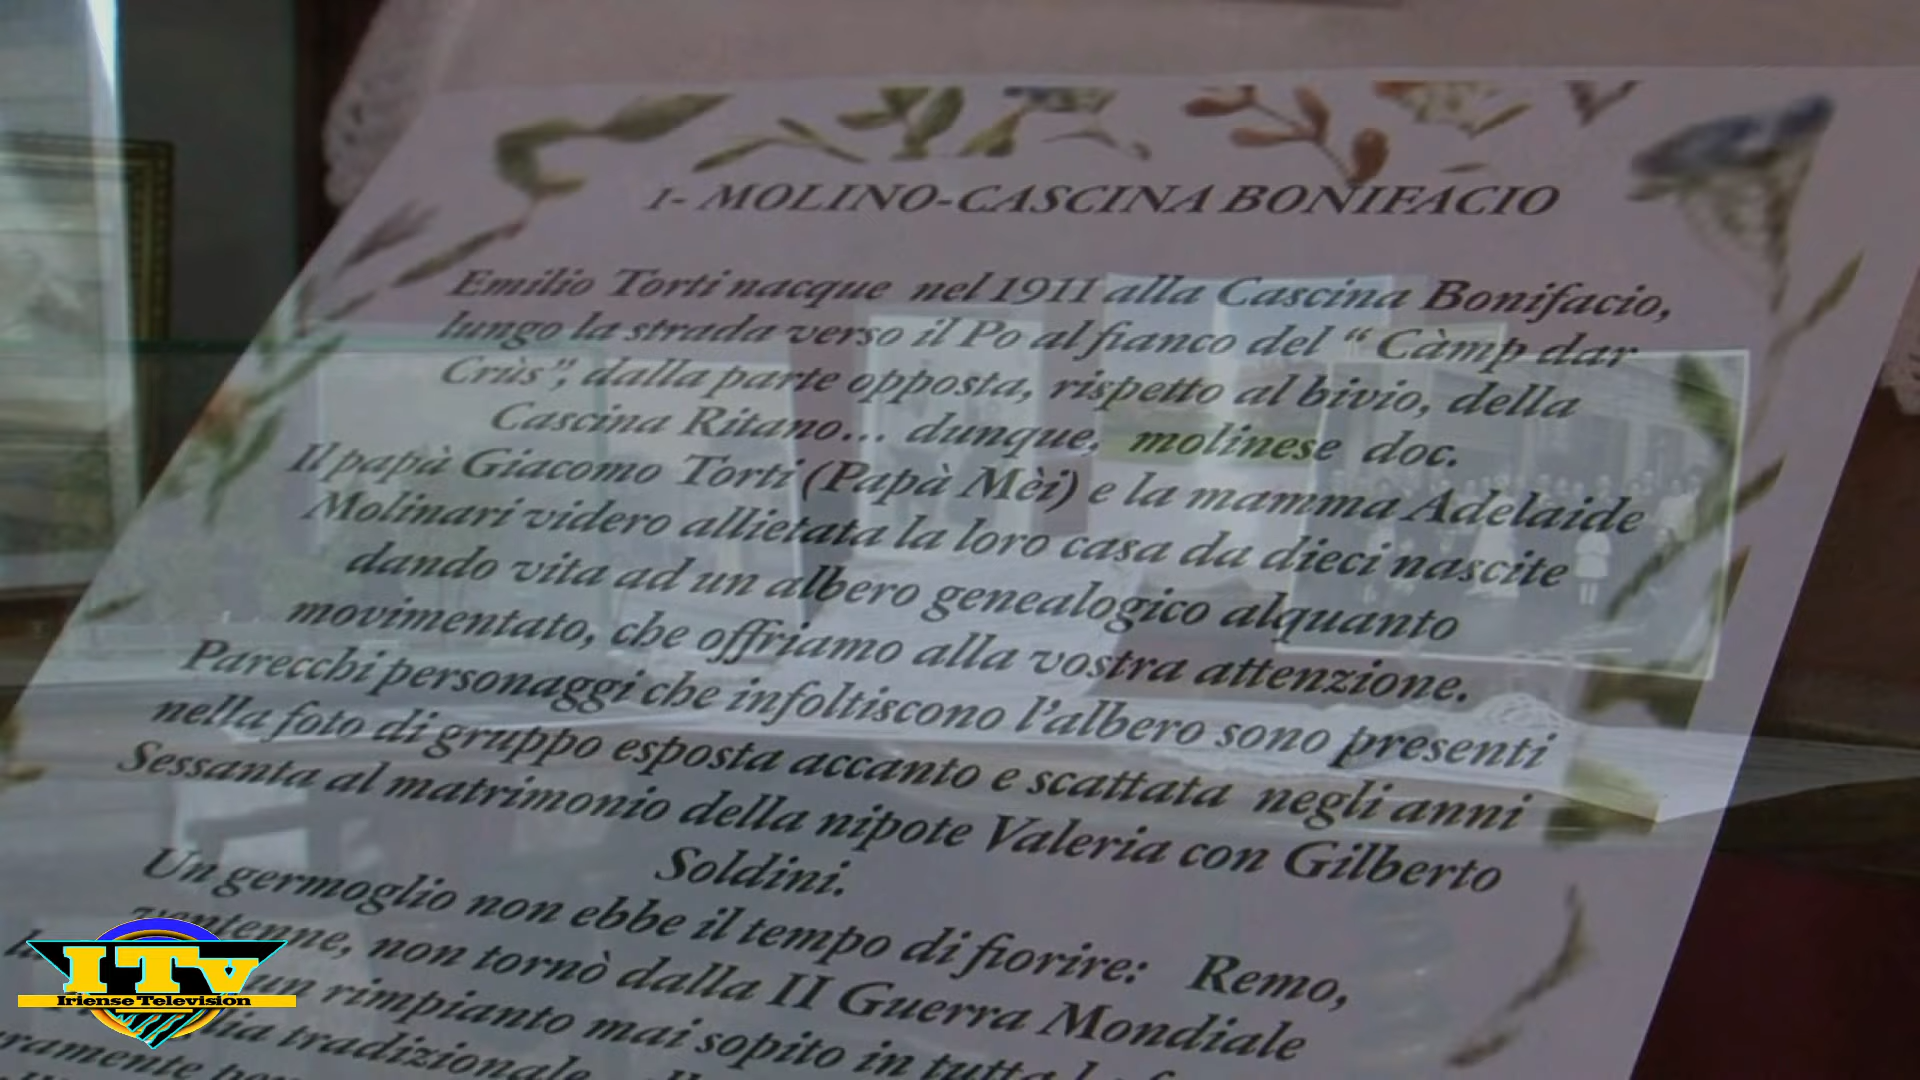 1- MOLINO-CASCINA BONIFACIO
Emilio Torti nacque nel 1911 alla Cascina Bonifacio,
lungo la strada verso il Po al fianco del “ Càmp dar
Crùs”, dalla parte opposta, rispetto al bivio, della
Cascina Ritano... dunque, molinese doc.
Il papà Giacomo Torti (Papà Mèi) e la mamma Adelaide
Molinari videro allietata la loro casa da dieci nascite
dando vita ad un albero genealogico alquanto
movimentato, che offriamo alla vostra attenzione.
Parecchi personaggi che infoltiscono l'albero sono presenti
nella foto di gruppo esposta accanto e scattata negli anni
Sessanta al matrimonio della nipote Valeria con Gilberto
Soldini.
Un germoglio non ebbe il tempo di fiorire: Remo,
ventenne, non tornò dalla II Guerra Mondiale
un rimpianto mai sopito in tutta
tradizionale
ITv
Iriense Television